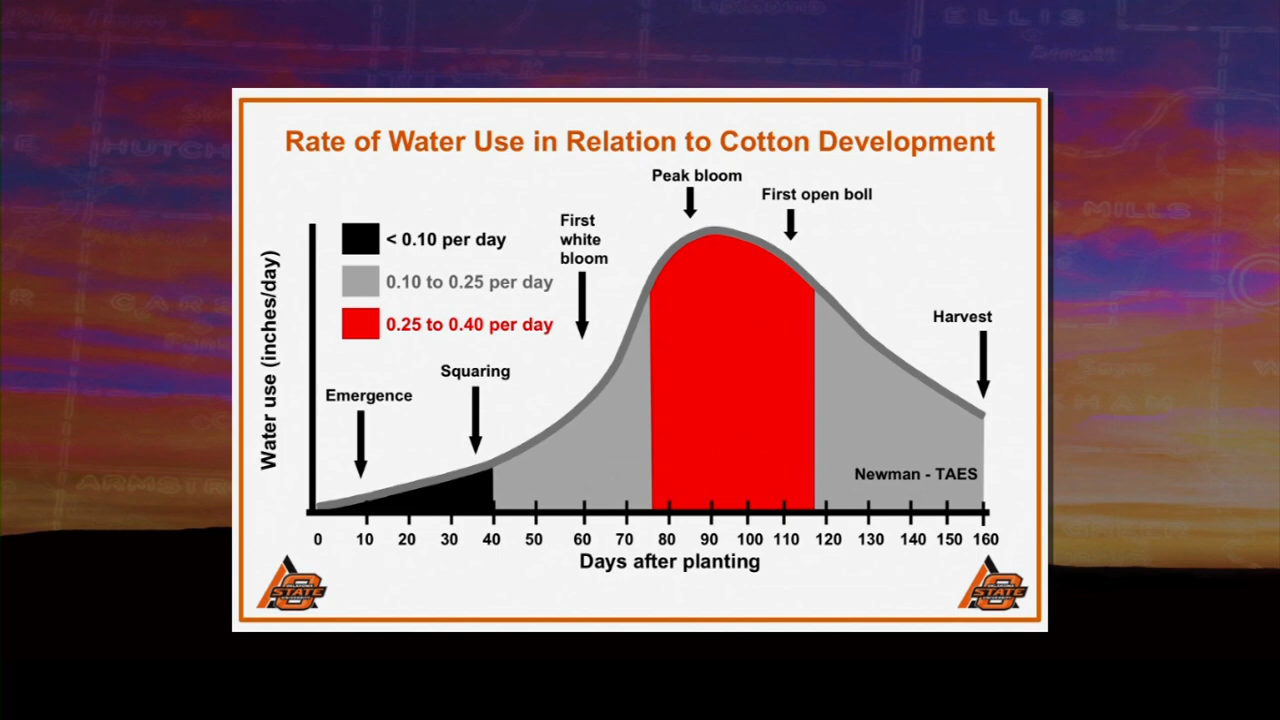 Rate of Water Use in Relation to Cotton Development
Peak bloom
First open boll
First
white
bloom
< 0.10 per day
0.10 to 0.25 per day
0.25 to 0.40 per day
Harvest
Squaring
Emergence
Water use (inches/day)
Newman - TAES
0 10 20 30 40 50 60 70 80 90 100 110 120 130 140 150 160
Days after planting
STATE
STATE
ELLIS
HUTCH
MILLS